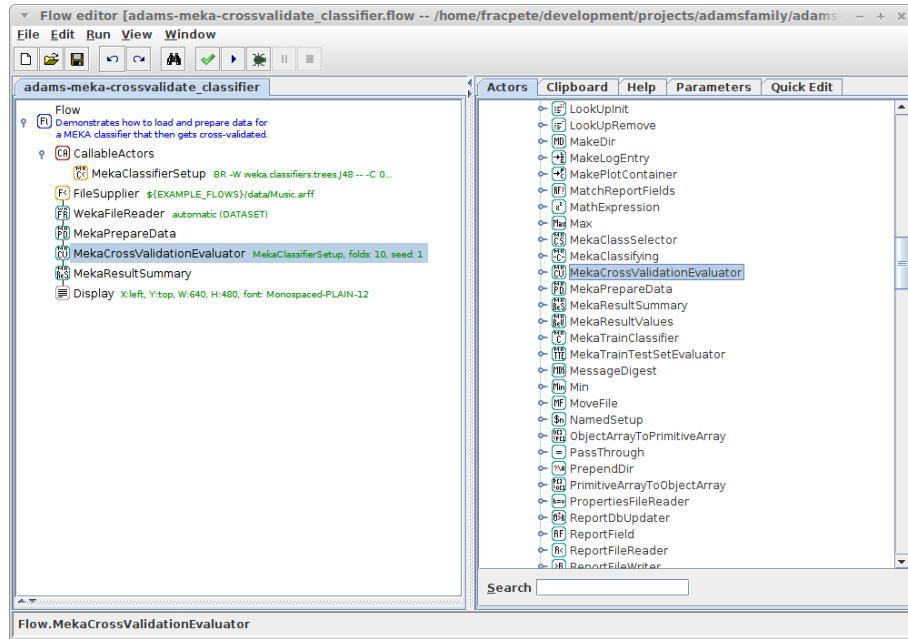 Flow editor [adams-meka-crossvalidate_classifier.flow -- /home/fracpete/development/projects/adamsfamily/adams-
File Edit Run View Window
adams-meka-crossvalidate_classifier
Flow
Demonstrates how to load and prepare data for
a MEKA classifier that then gets cross-validated.
CallableActors
MekaClassifierSetup BR -W weka.classifiers.trees.J48 -- -C 0...
FileSupplier ${EXAMPLE_FLOWS}/data/Music.arff
WekaFileReader automatic (DATASET)
MekaPrepareData
MekaCrossValidationEvaluator MekaClassifierSetup, folds: 10, seed: 1
MekaResultSummary
Display X:left, Y:top, W:640, H:480, font: Monospaced-PLAIN-12
Actors Clipboard Help Parameters Quick Edit
LookUpInit
LookUpRemove
MakeDir
MakeLogEntry
MakePlotContainer
MatchReportFields
MathExpression
Max
MekaClassSelector
MekaClassifying
MekaCrossValidationEvaluator
MekaPrepareData
MekaResultSummary
MekaResultValues
MekaTrainClassifier
MekaTrainTestSetEvaluator
MessageDigest
Min
MoveFile
NamedSetup
ObjectArrayToPrimitiveArray
PassThrough
PrependDir
PrimitiveArrayToObjectArray
PropertiesFileReader
ReportDbUpdater
ReportField
ReportFileReader
ReportFileWriter
Search
Flow.MekaCrossValidationEvaluator